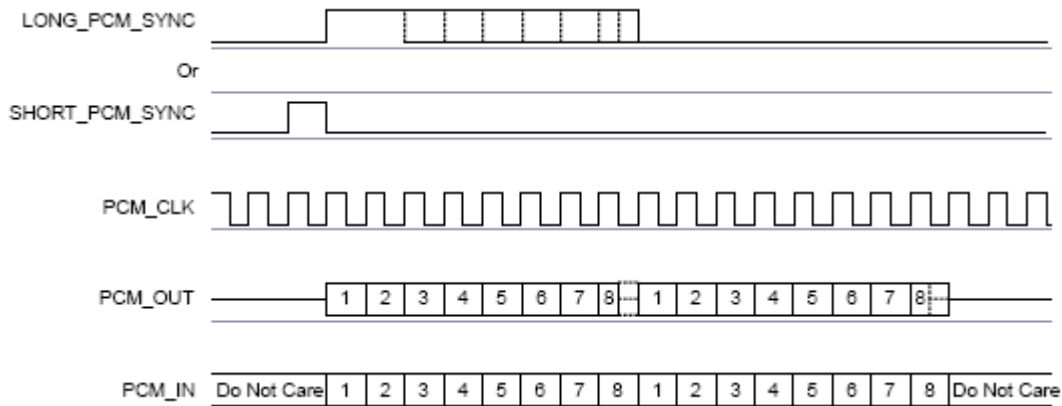 LONG_PCM_SYNC
Or
SHORT_PCM_SYNC
PCM_CLK
PCM_OUT 1 2 3 4 5 6 7 8 1 2 3 4 5 6 7 8
PCM_IN Do Not Care 1 2 3 4 5 6 7 8 1 2 3 4 5 6 7 8 Do Not Care